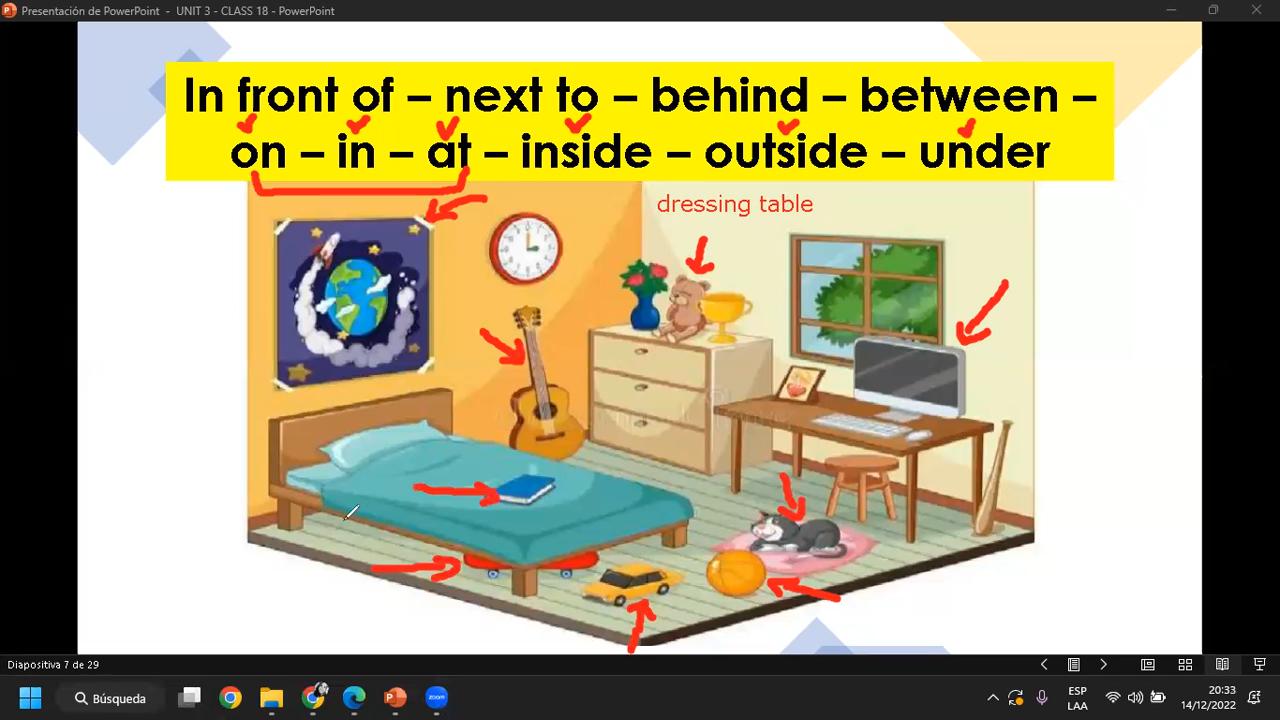 Presentación de PowerPoint - UNIT 3 - CLASS 18 - PowerPoint
In front of – next to – behind – between –
on – in – at – inside – outside – under
dressing table
Diapositiva 7 de 29
Búsqueda
zoom
ESP
LAA
20:33
14/12/2022